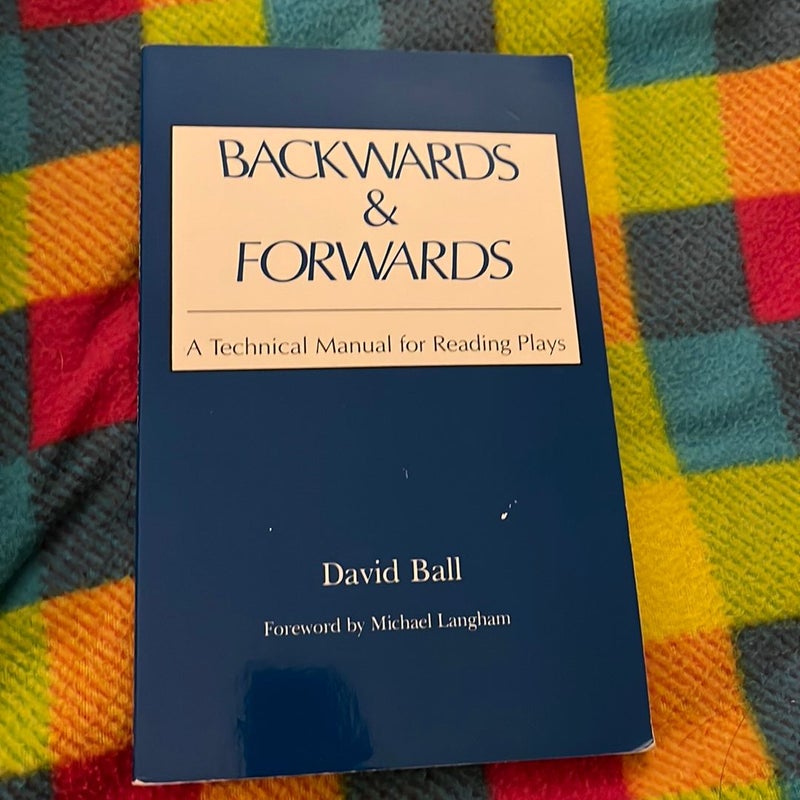 BACKWARDS
&
FORWARDS
A Technical Manual for Reading Plays
David Ball
Foreword by Michael Langham